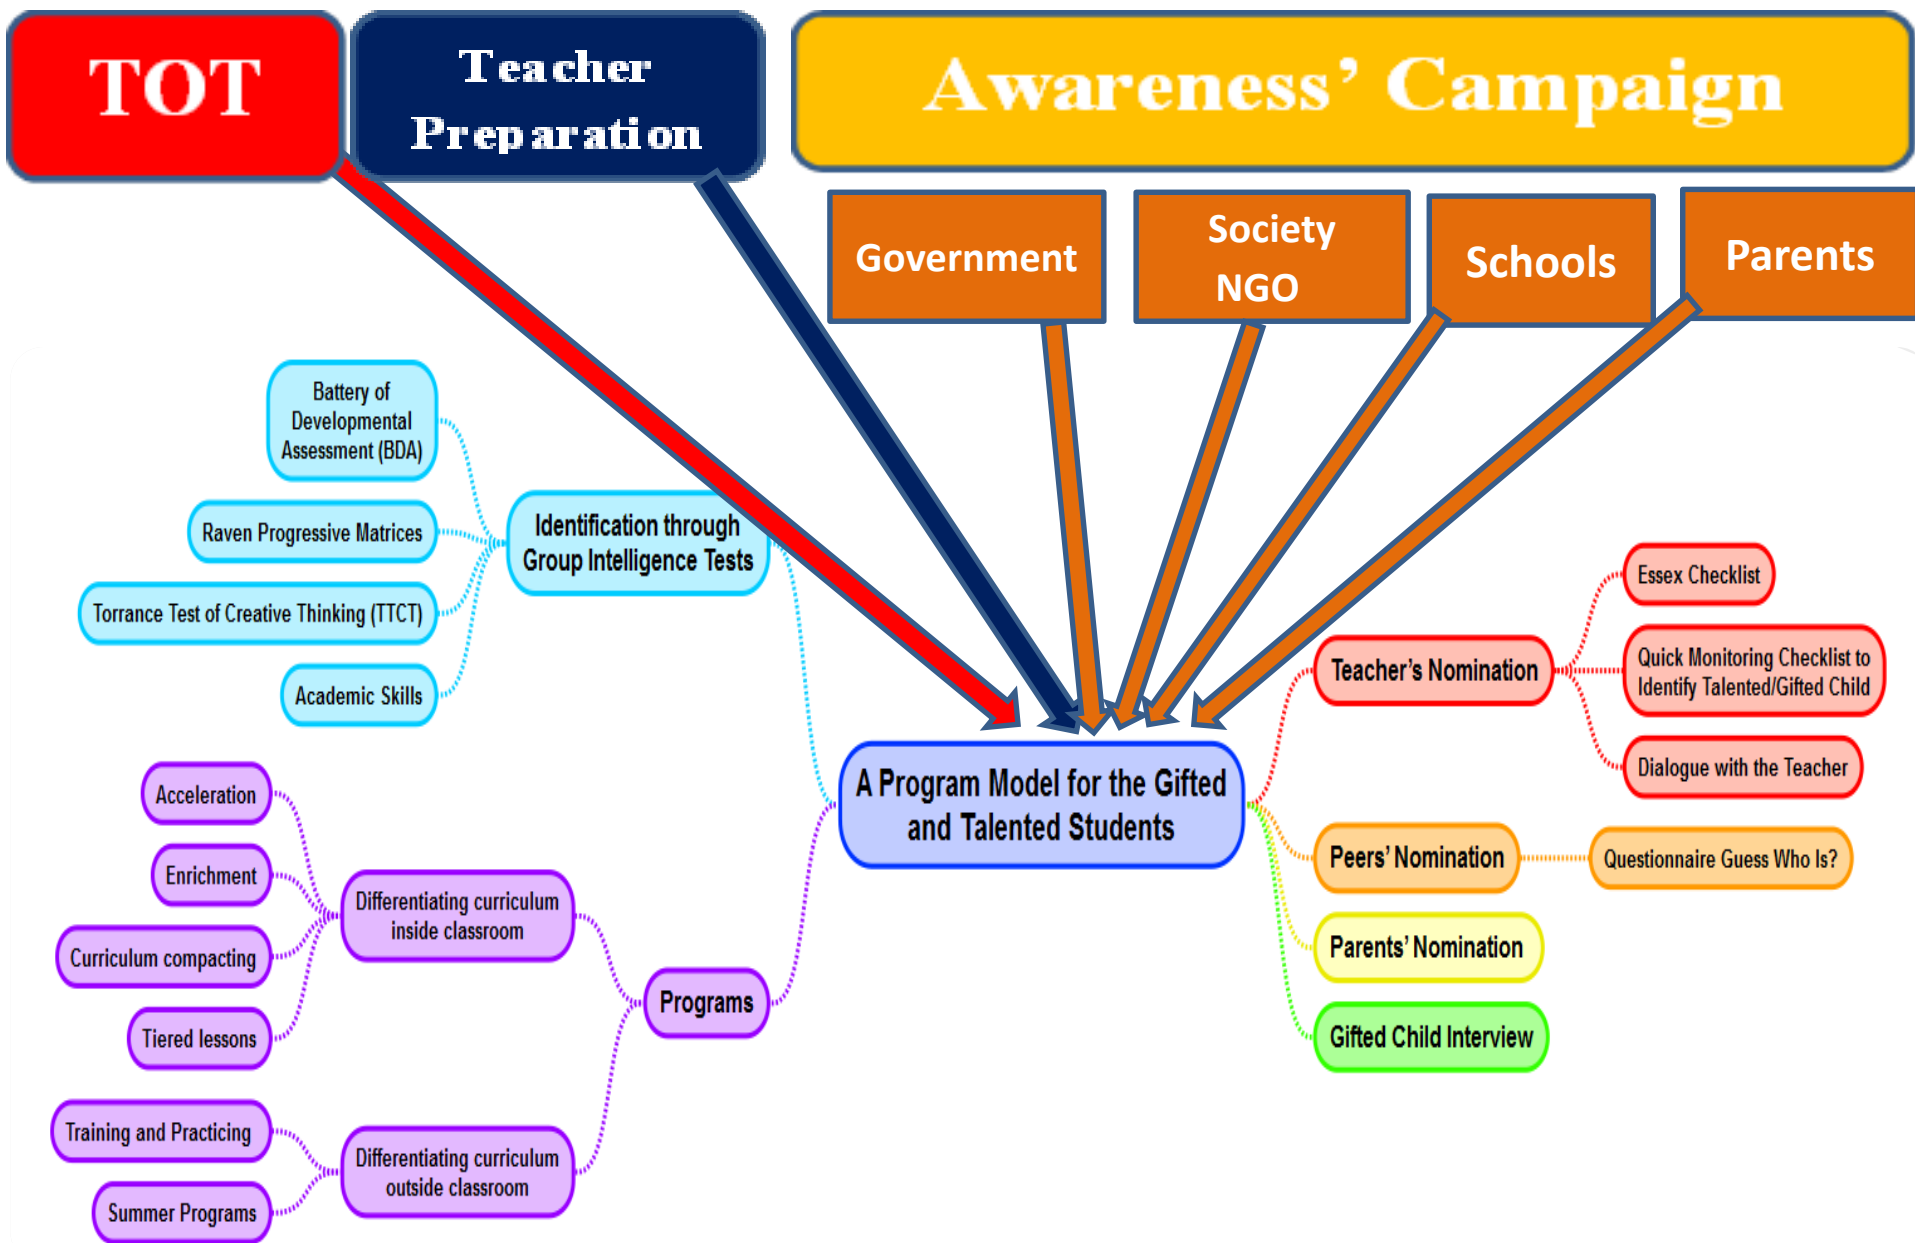 TOT
Teacher
Preparation
Awareness’ Campaign
Government
Society
NGO
Schools
Parents
Battery of
Developmental
Assessment (BDA)
Raven Progressive Matrices
Torrance Test of Creative Thinking (TTCT)
Academic Skills
Identification through
Group Intelligence Tests
Acceleration
Enrichment
Curriculum compacting
Tiered lessons
Differentiating curriculum
inside classroom
Training and Practicing
Summer Programs
Differentiating curriculum
outside classroom
Programs
A Program Model for the Gifted
and Talented Students
Teacher’s Nomination
Essex Checklist
Quick Monitoring Checklist to
Identify Talented/Gifted Child
Dialogue with the Teacher
Peers’ Nomination
Questionnaire Guess Who Is?
Parents’ Nomination
Gifted Child Interview